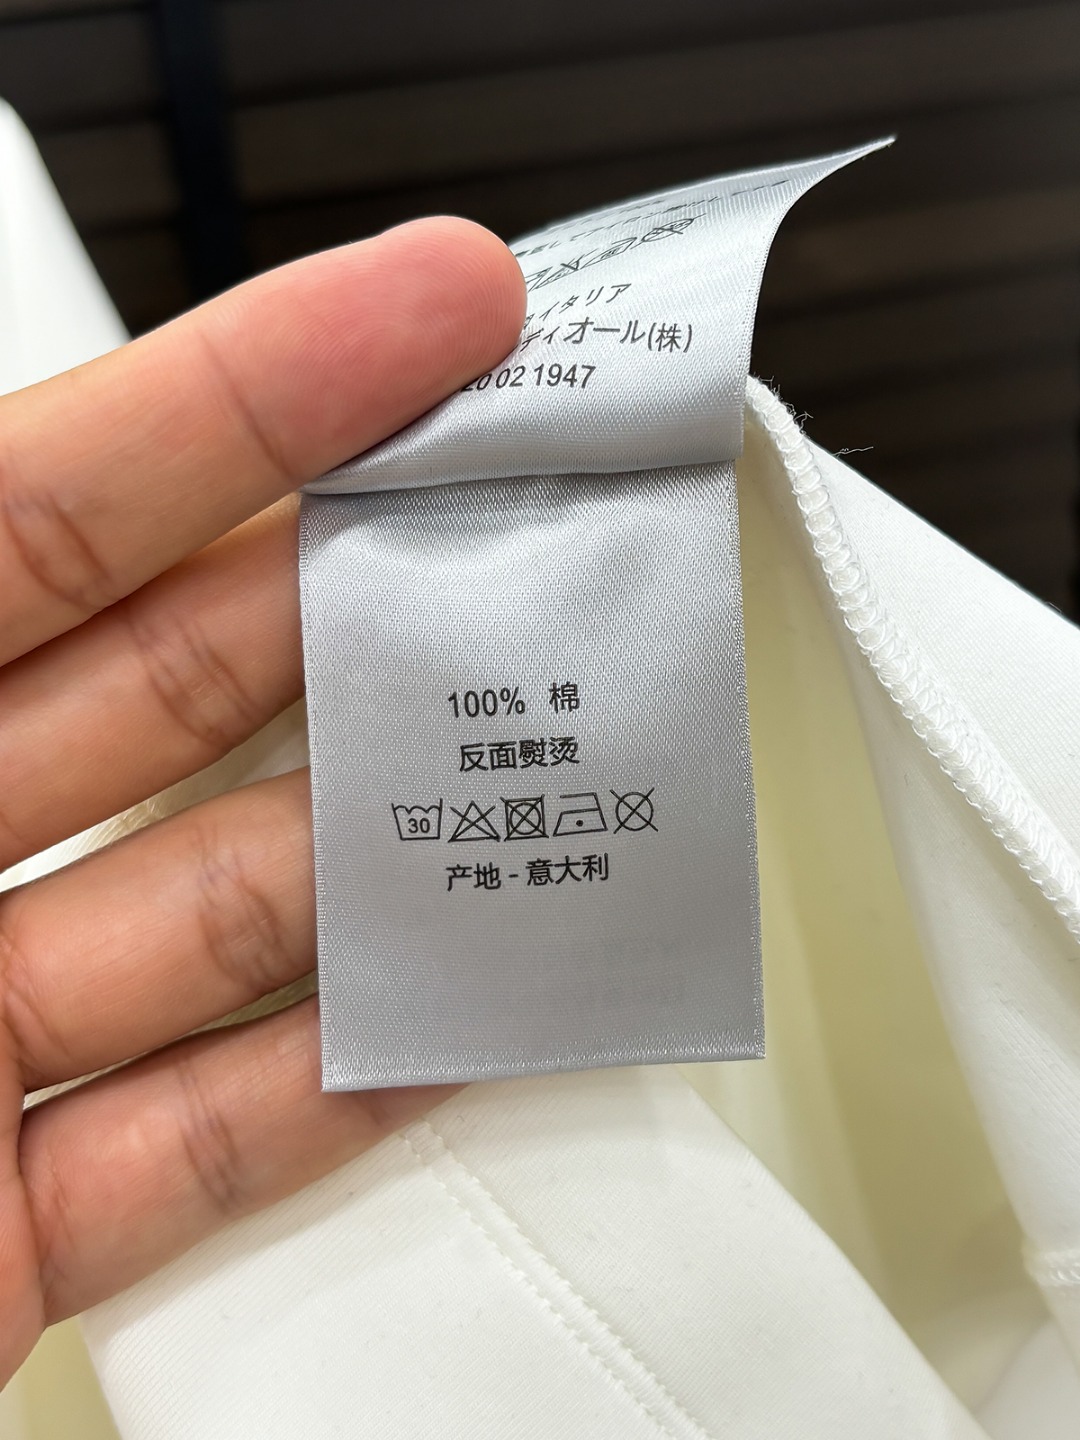 イタリア
ディオール(株)
02 1947
100% 棉
反面熨烫
30
产地 - 意大利